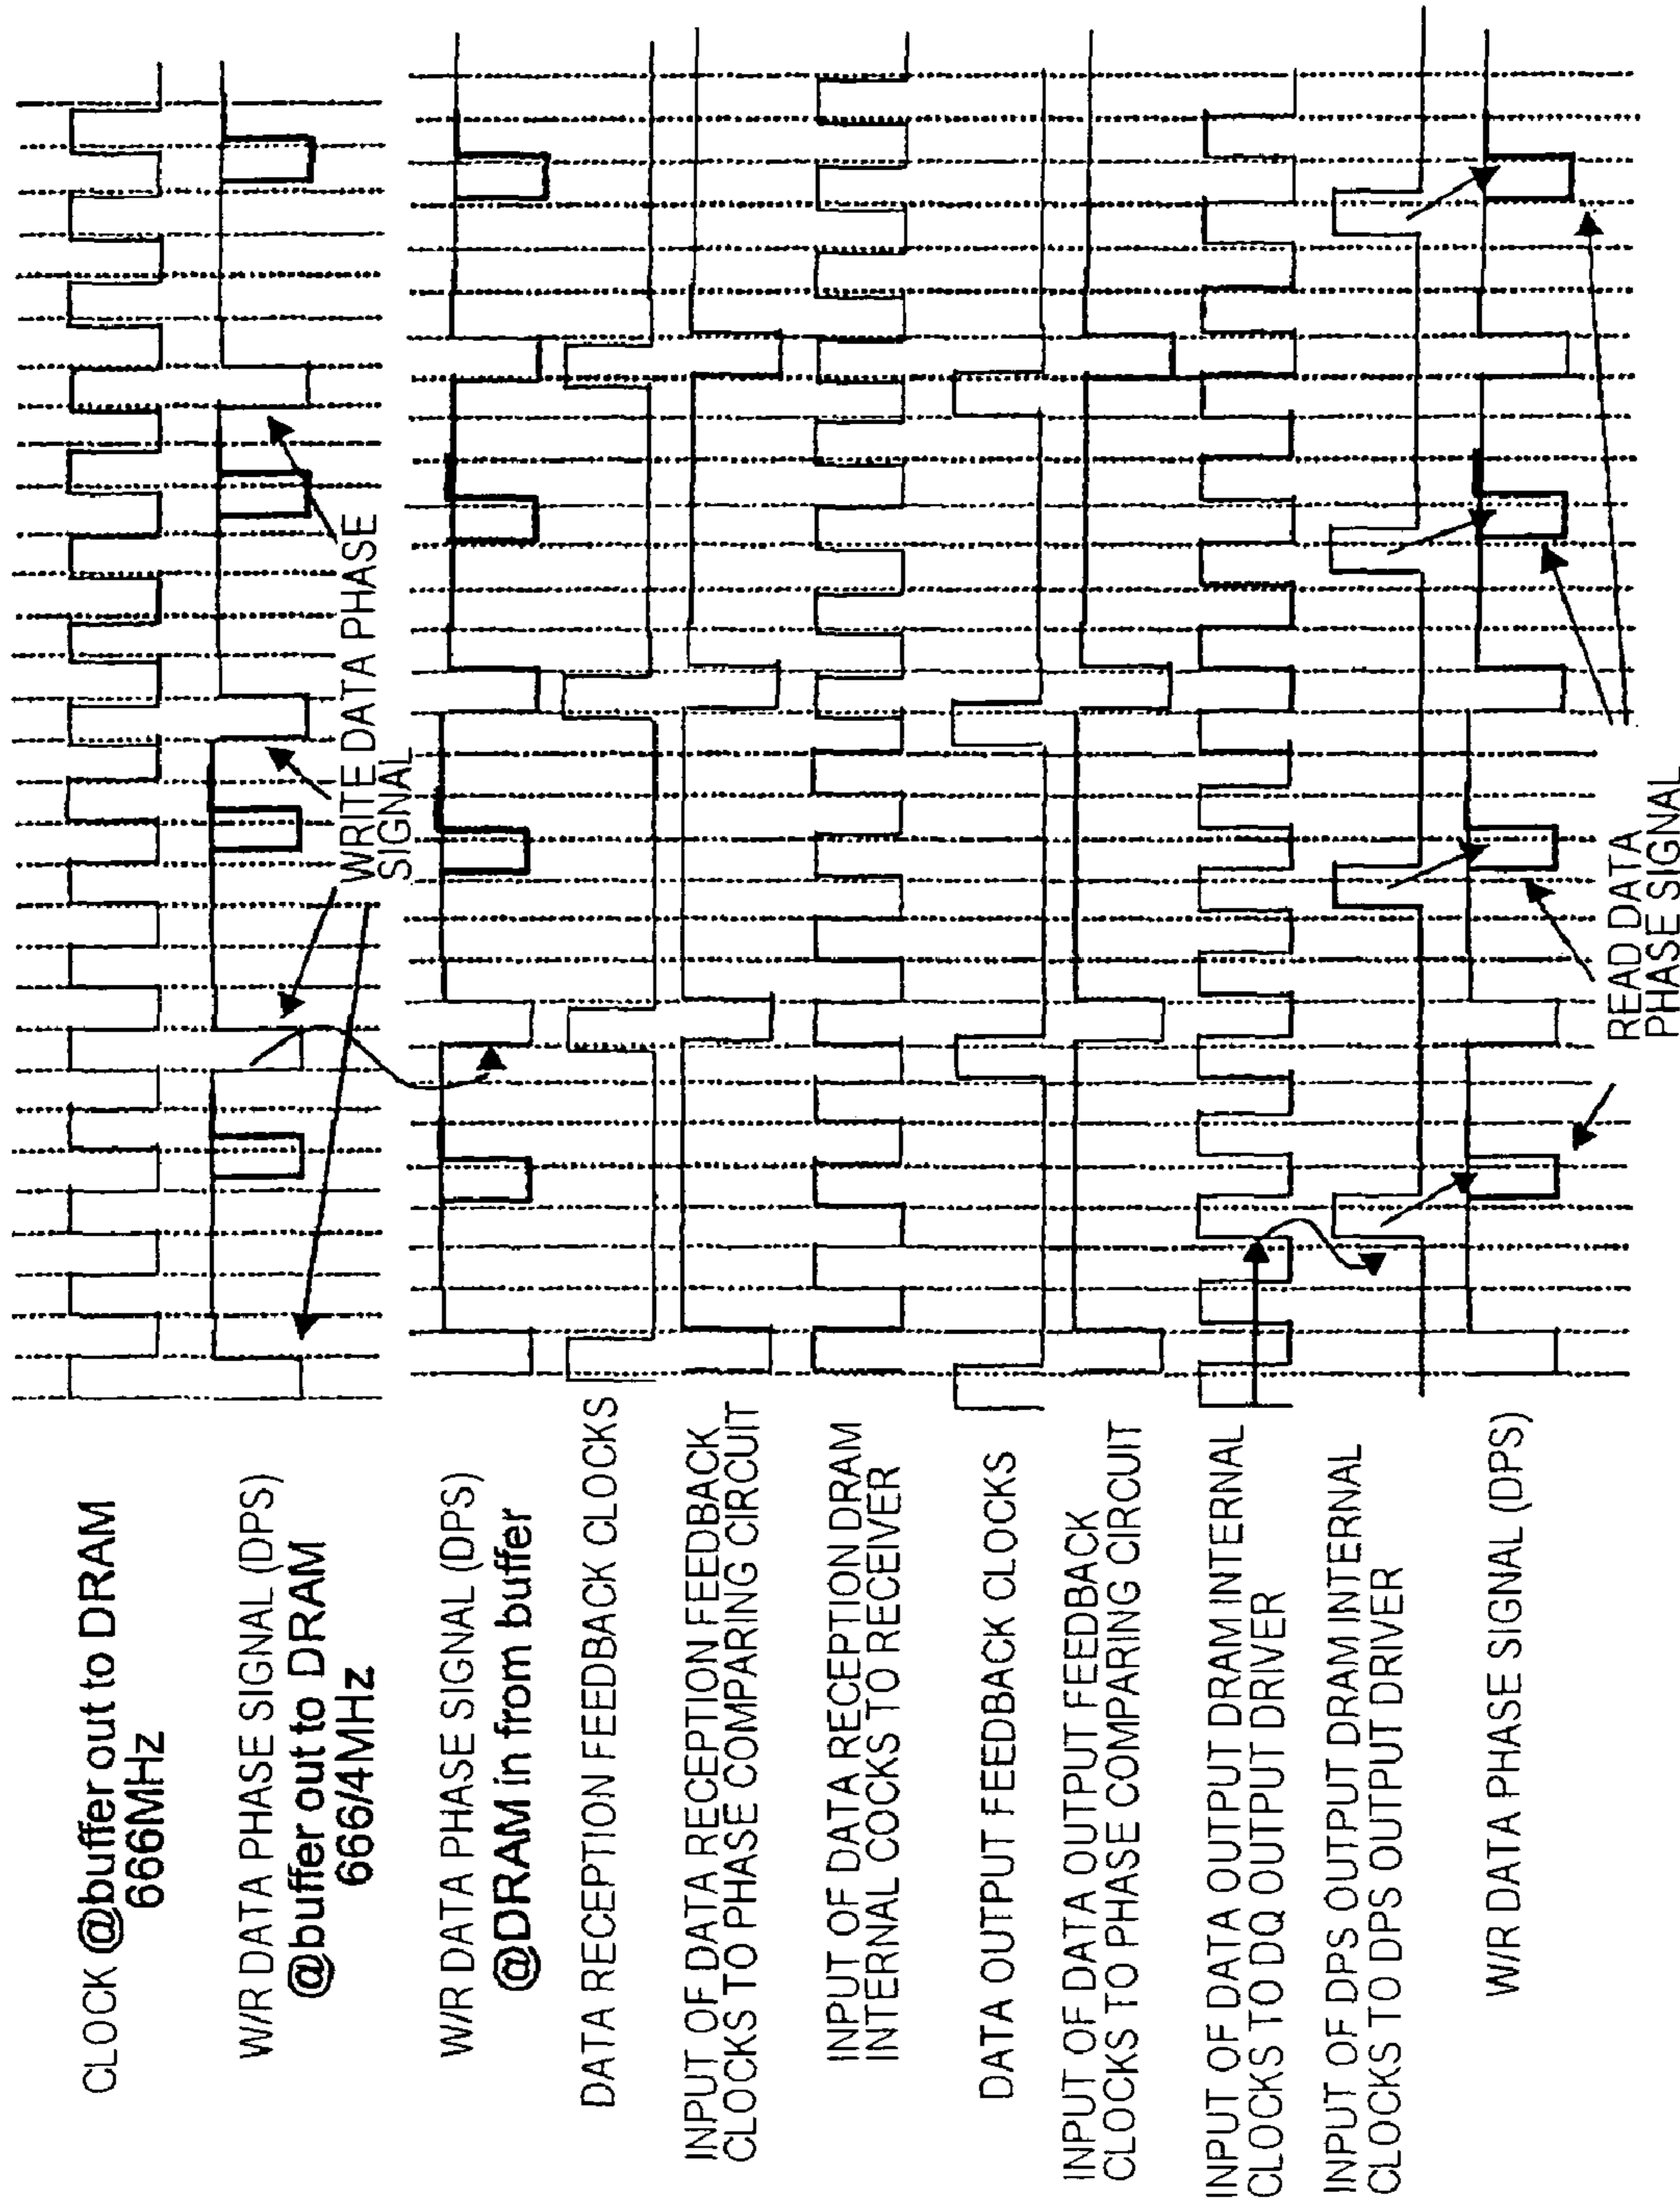 CLOCK @buffer out to DRAM
666MHz
W/R DATA PHASE SIGNAL (DPS)
@buffer out to DRAM
666/4MHz
WRITE DATA PHASE
SIGNAL
W/R DATA PHASE SIGNAL (DPS)
@DRAM in from buffer
DATA RECEPTION FEEDBACK CLOCKS
INPUT OF DATA RECEPTION FEEDBACK
CLOCKS TO PHASE COMPARING CIRCUIT
INPUT OF DATA RECEPTION DRAM
INTERNAL COCKS TO RECEIVER
DATA OUTPUT FEEDBACK CLOCKS
INPUT OF DATA OUTPUT FEEDBACK
CLOCKS TO PHASE COMPARING CIRCUIT
INPUT OF DATA OUTPUT DRAM INTERNAL
CLOCKS TO DQ OUTPUT DRIVER
INPUT OF DPS OUTPUT DRAM INTERNAL
CLOCKS TO DPS OUTPUT DRIVER
W/R DATA PHASE SIGNAL (DPS)
READ DATA
PHASE SIGNAL